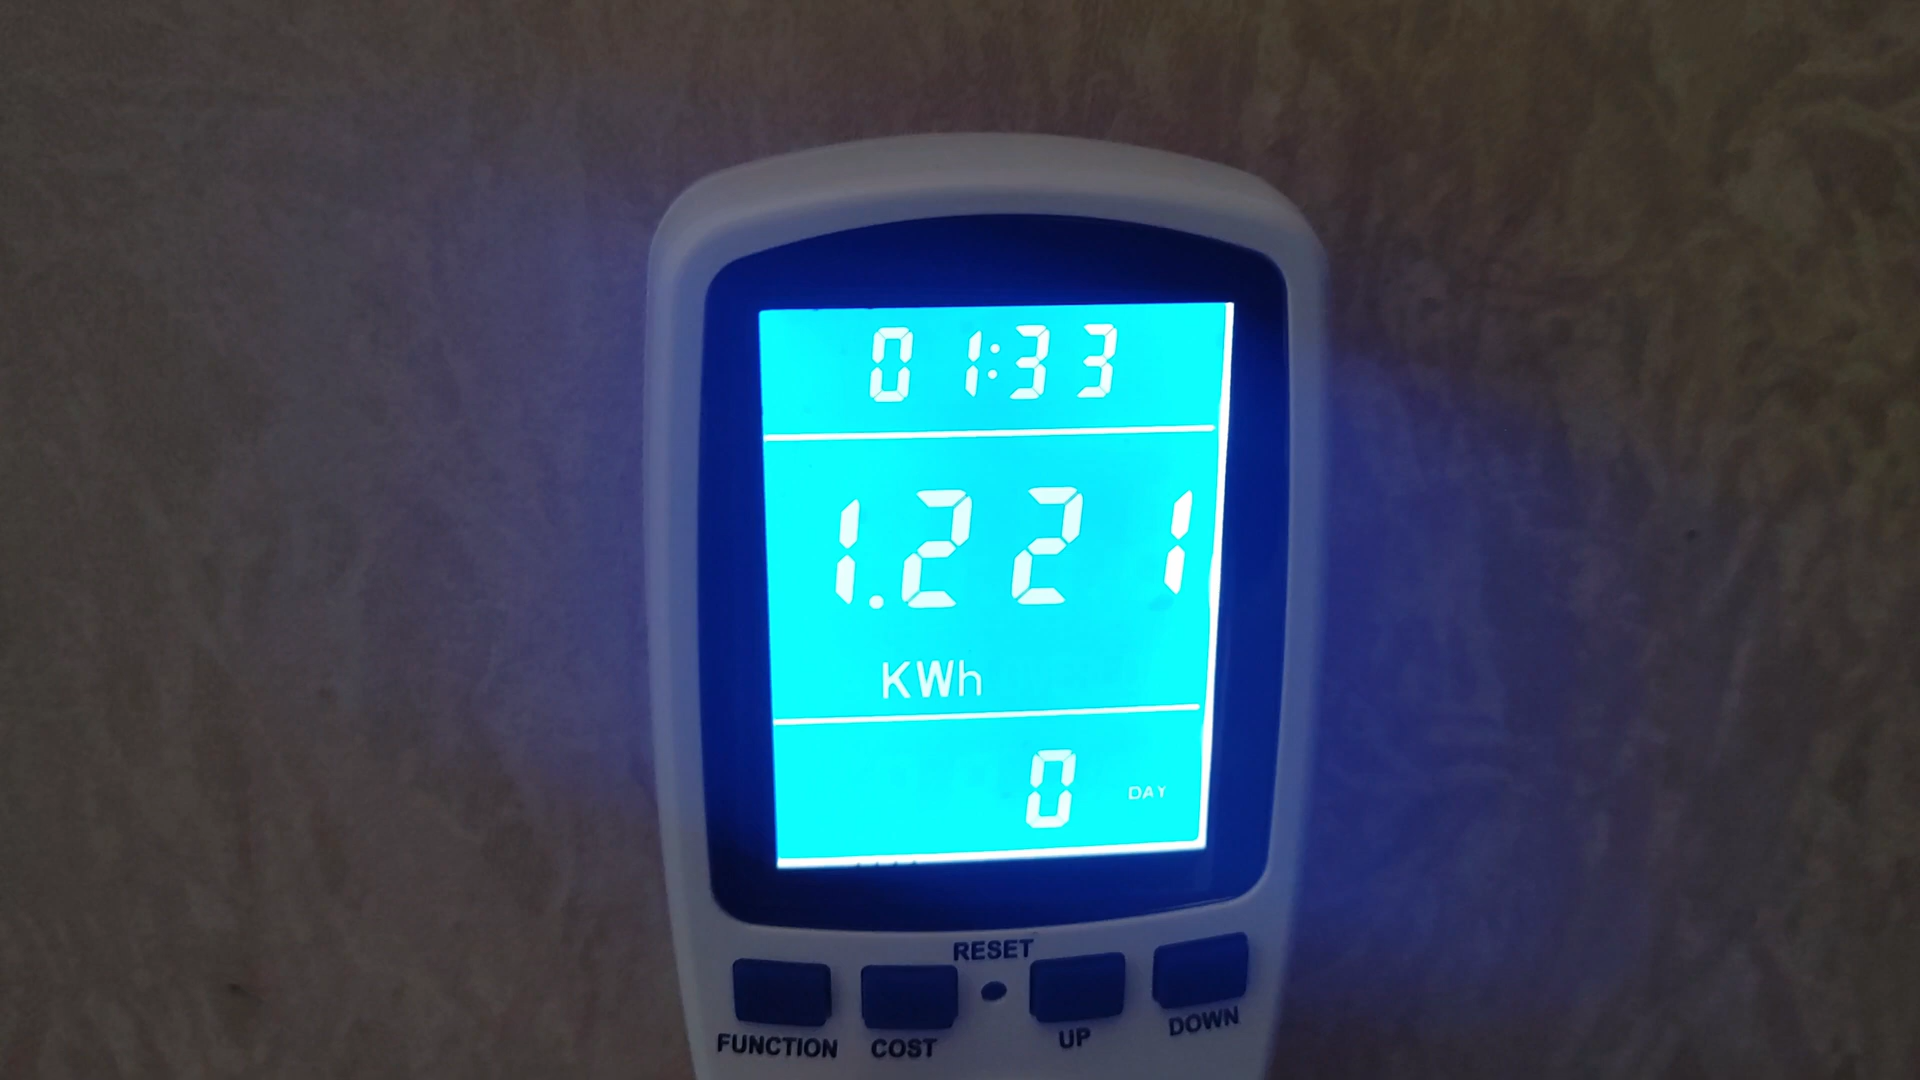 01:33
1.221
KWh
0 DAY
RESET
FUNCTION COST UP DOWN